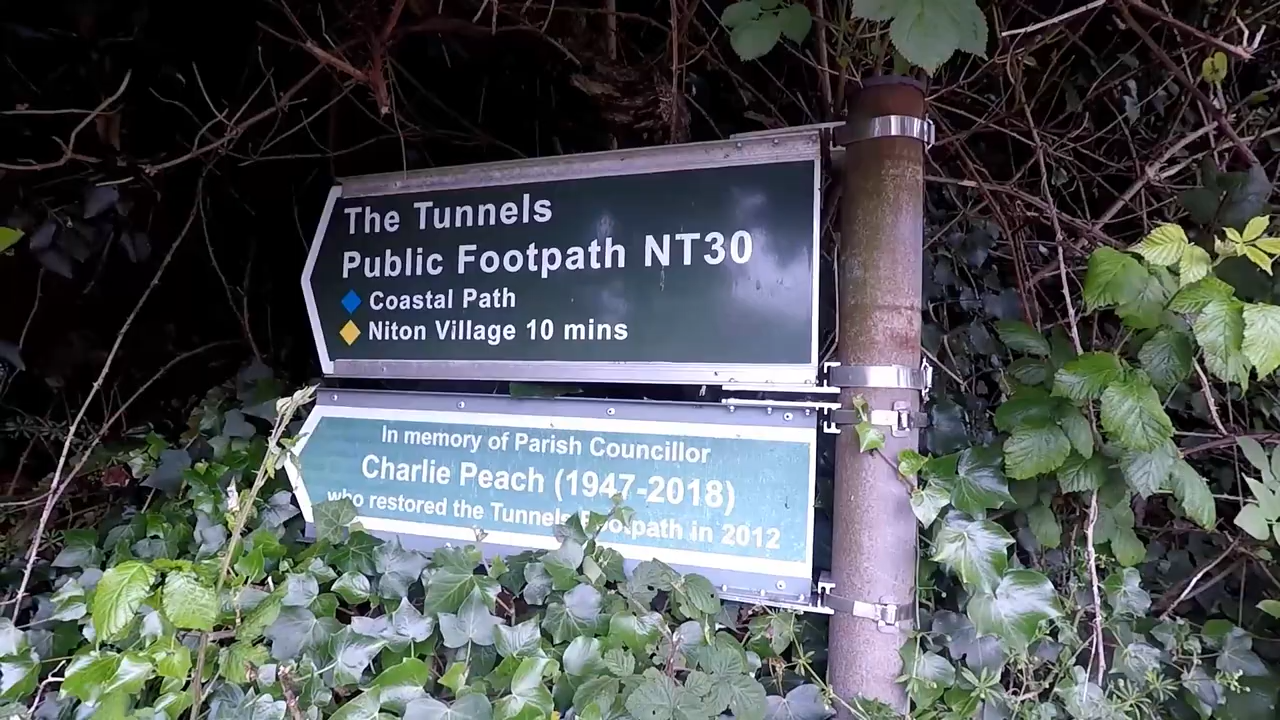 The Tunnels
Public Footpath NT30
Coastal Path
Niton Village 10 mins
In memory of Parish Councillor
Charlie Peach (1947-2018)
who restored the Tunnels Footpath in 2012